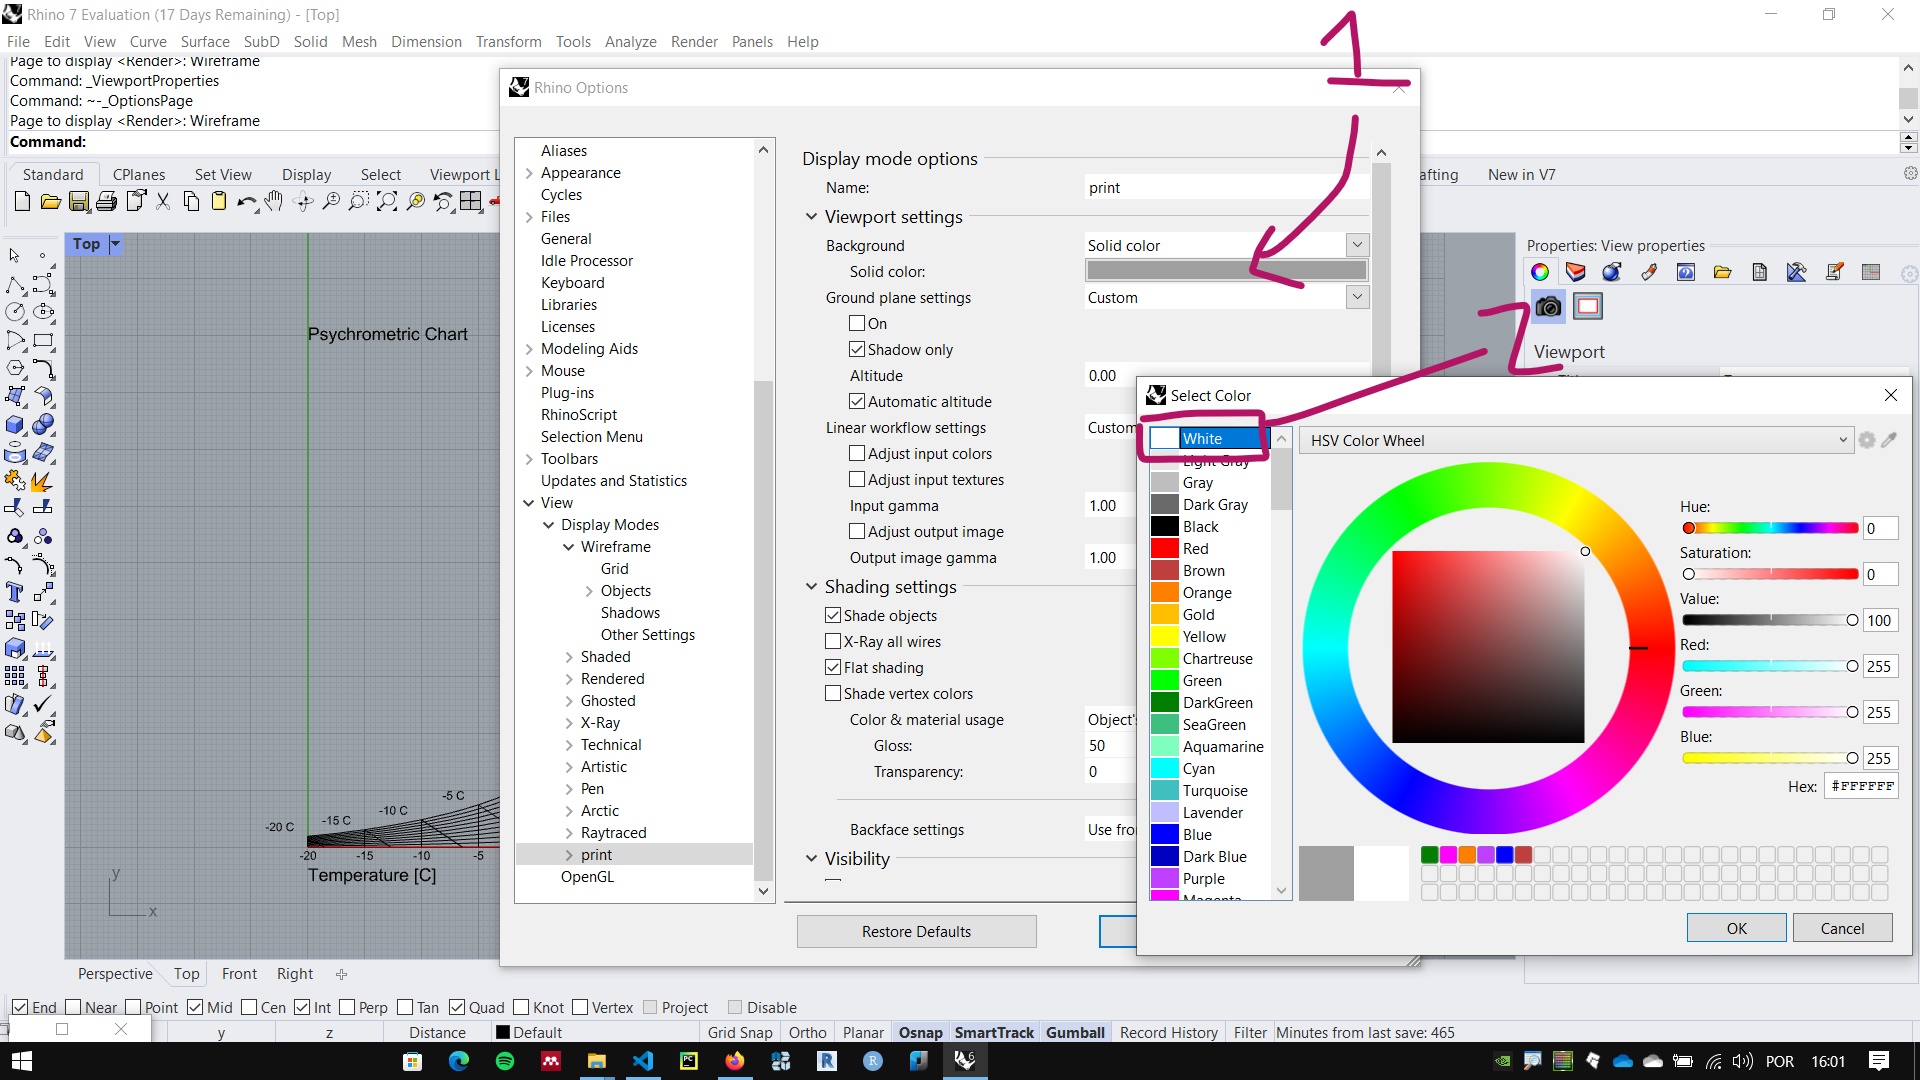 Rhino 7 Evaluation (17 Days Remaining) - [Top]
File Edit View Curve Surface SubD Solid Mesh Dimension Transform Tools Analyze Render Panels Help
Page to display <Render>: Wireframe
Command: _ViewportProperties
Command: ~-_OptionsPage
Page to display <Render>: Wireframe
Command:
Standard CPlanes Set View Display Select Viewport L
afting New in V7
Top
Psychrometric Chart
-20 C -15 C -10 C -5 C
-20 -15 -10 -5
Temperature [C]
y
x
Rhino Options
Aliases
Appearance
Cycles
Files
General
Idle Processor
Keyboard
Libraries
Licenses
Modeling Aids
Mouse
Plug-ins
RhinoScript
Selection Menu
Toolbars
Updates and Statistics
View
Display Modes
Wireframe
Grid
Objects
Shadows
Other Settings
Shaded
Rendered
Ghosted
X-Ray
Technical
Artistic
Pen
Arctic
Raytraced
print
OpenGL
Display mode options
Name: print
Viewport settings
Background Solid color
Solid color:
Ground plane settings Custom
On
Shadow only
Altitude 0.00
Automatic altitude
Linear workflow settings Custom
Adjust input colors
Adjust input textures
Input gamma 1.00
Adjust output image
Output image gamma 1.00
Shading settings
Shade objects
X-Ray all wires
Flat shading
Shade vertex colors
Color & material usage Object's
Gloss: 50
Transparency: 0
Backface settings Use fro
Visibility
Restore Defaults
1
2
Properties: View properties
Viewport
Select Color
White
Light Gray
Gray
Dark Gray
Black
Red
Brown
Orange
Gold
Yellow
Chartreuse
Green
DarkGreen
SeaGreen
Aquamarine
Cyan
Turquoise
Lavender
Blue
Dark Blue
Purple
Magenta
HSV Color Wheel
Hue: 0
Saturation: 0
Value: 100
Red: 255
Green: 255
Blue: 255
Hex: #FFFFFF
OK Cancel
Perspective Top Front Right
End Near Point Mid Cen Int Perp Tan Quad Knot Vertex Project Disable
y z Distance Default Grid Snap Ortho Planar Osnap SmartTrack Gumball Record History Filter Minutes from last save: 465
POR 16:01